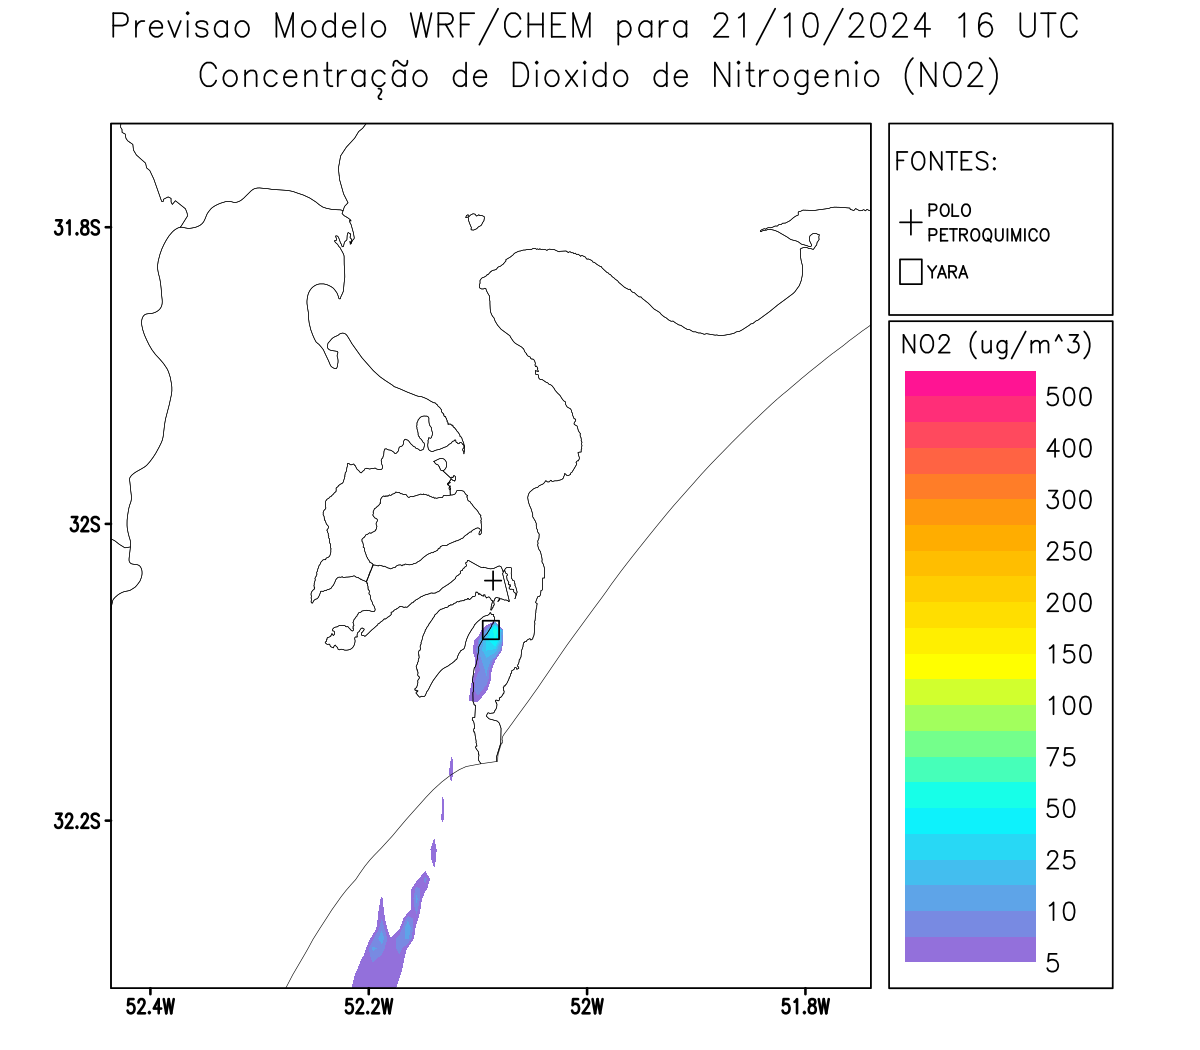 Previsao Modelo WRF/CHEM para 21/10/2024 16 UTC
Concentração de Dioxido de Nitrogenio (NO2)
FONTES:
POLO
PETROQUIMICO
YARA
NO2 (ug/m^3)
500
400
300
250
200
150
100
75
50
25
10
5
31.8S
32S
32.2S
52.4W
52.2W
52W
51.8W